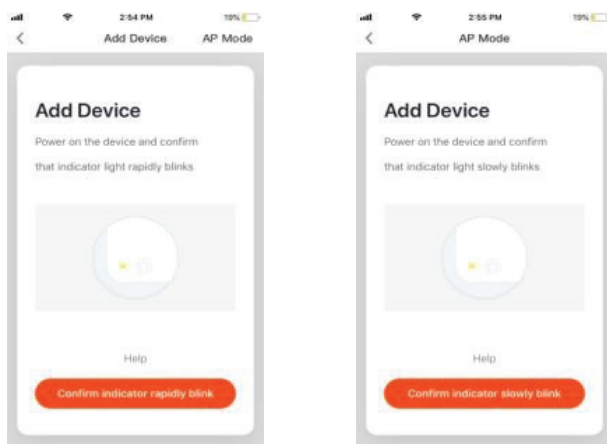 2:54 PM
19%
Add Device
AP Mode
Add Device
Power on the device and confirm
that indicator light rapidly blinks
Help
Confirm indicator rapidly blink
2:55 PM
19%
AP Mode
Add Device
Power on the device and confirm
that indicator light slowly blinks
Help
Confirm indicator slowly blink